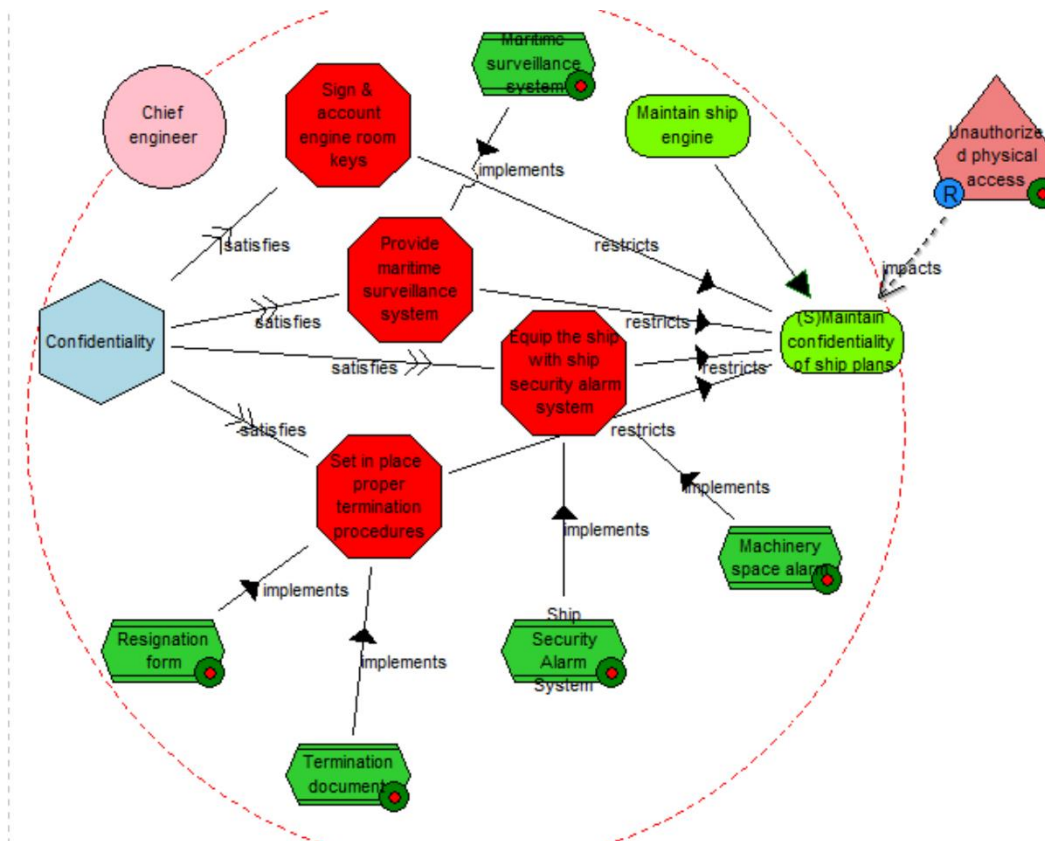 Maritime
surveillance
system
Chief
engineer
Sign &
account
engine room
keys
Maintain ship
engine
Unauthorize
d physical
access
R
implements
satisfies
restricts
Provide
maritime
surveillance
system
impacts
Confidentiality
satisfies
restricts
(S)Maintain
confidentiality
of ship plans
Equip the ship
with ship
security alarm
system
satisfies
restricts
satisfies
restricts
Set in place
proper
termination
procedures
implements
implements
Machinery
space alarm
implements
Resignation
form
Ship
Security
Alarm
System
implements
Termination
document